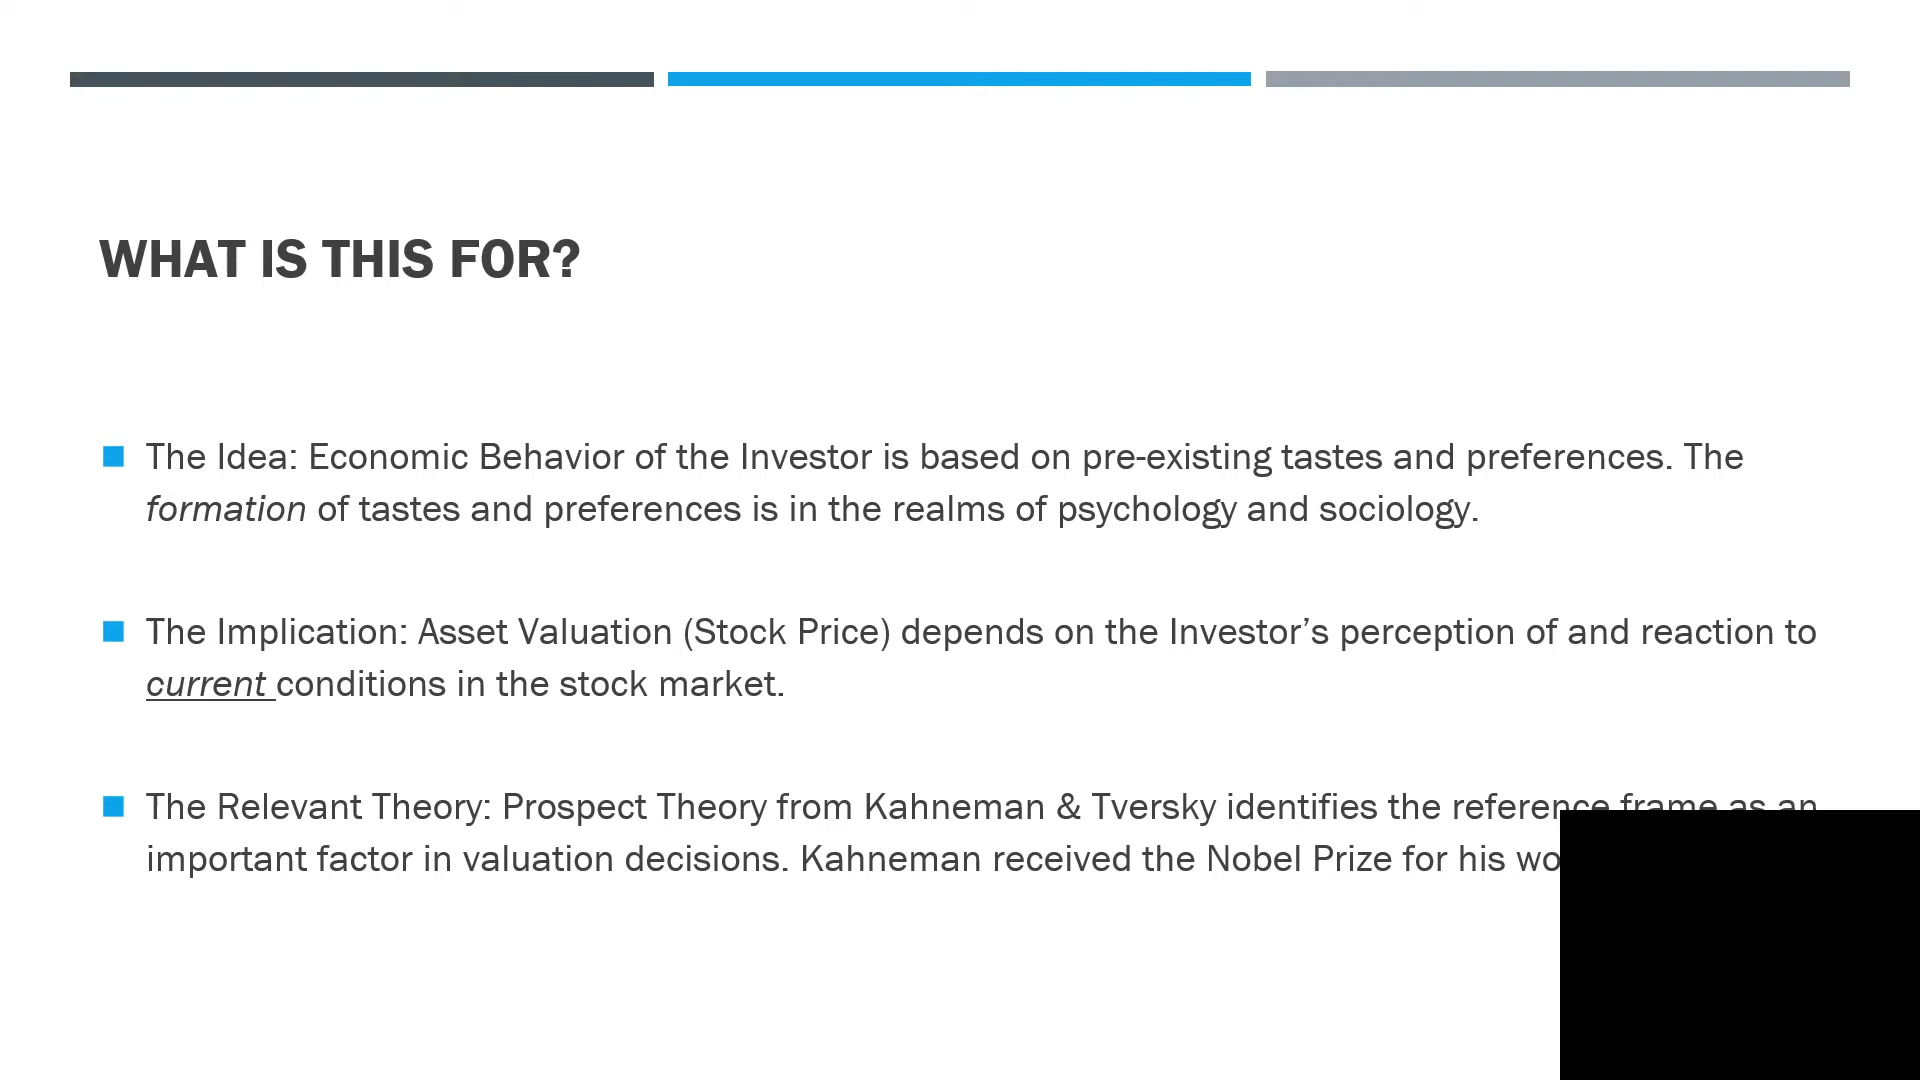 WHAT IS THIS FOR?
The Idea: Economic Behavior of the Investor is based on pre-existing tastes and preferences. The
formation of tastes and preferences is in the realms of psychology and sociology.
The Implication: Asset Valuation (Stock Price) depends on the Investor’s perception of and reaction to
current conditions in the stock market.
The Relevant Theory: Prospect Theory from Kahneman & Tversky identifies the reference frame as an
important factor in valuation decisions. Kahneman received the Nobel Prize for his